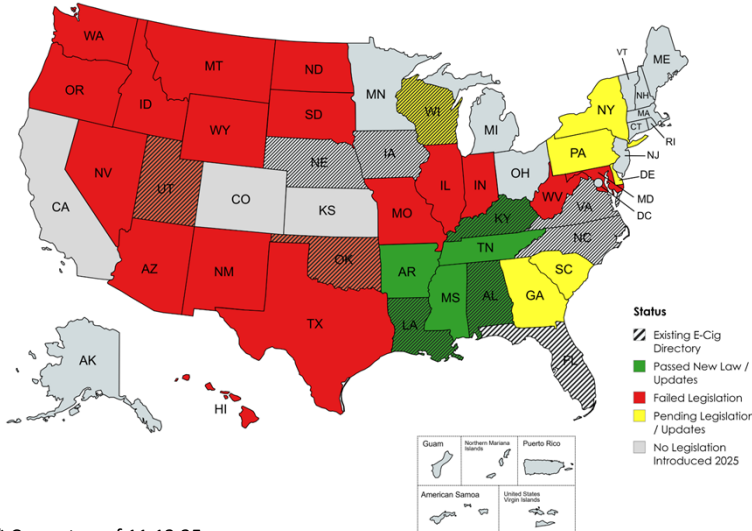 WA
MT
ND
OR
ID
SD
WY
MN
WI
MI
VT
ME
NH
MA
CT
RI
NY
PA
NJ
DE
MD
DC
NV
UT
CO
NE
IA
IL
IN
OH
WV
VA
CA
KS
MO
KY
NC
TN
SC
AZ
NM
OK
AR
MS
AL
GA
TX
LA
FL
AK
HI
Status
Existing E-Cig
Directory
Passed New Law /
Updates
Failed Legislation
Pending Legislation
/ Updates
No Legislation
Introduced 2025
Guam
Northern Mariana
Islands
Puerto Rico
American Samoa
United States
Virgin Islands